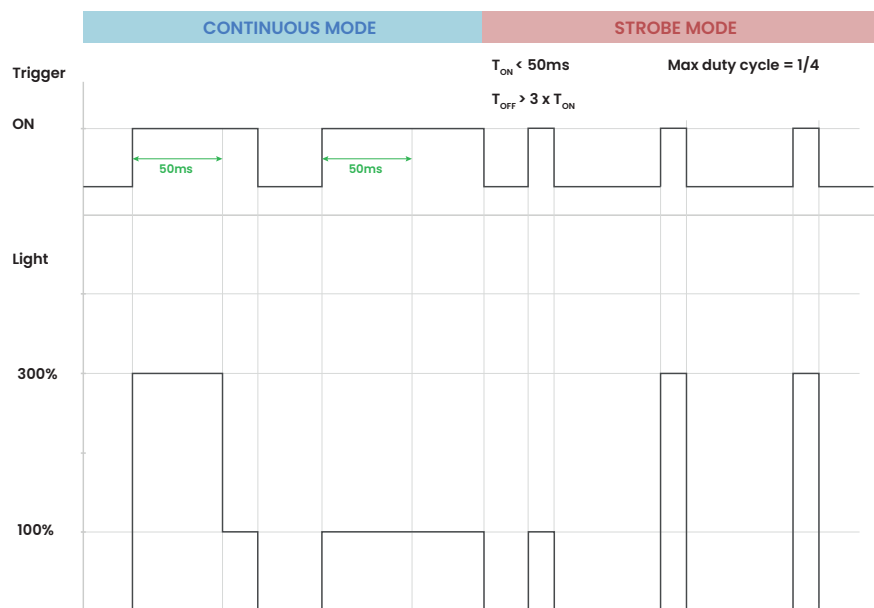 CONTINUOUS MODE
STROBE MODE
Trigger
TON < 50ms
Max duty cycle = 1/4
TOFF > 3 x TON
ON
50ms
50ms
Light
300%
100%